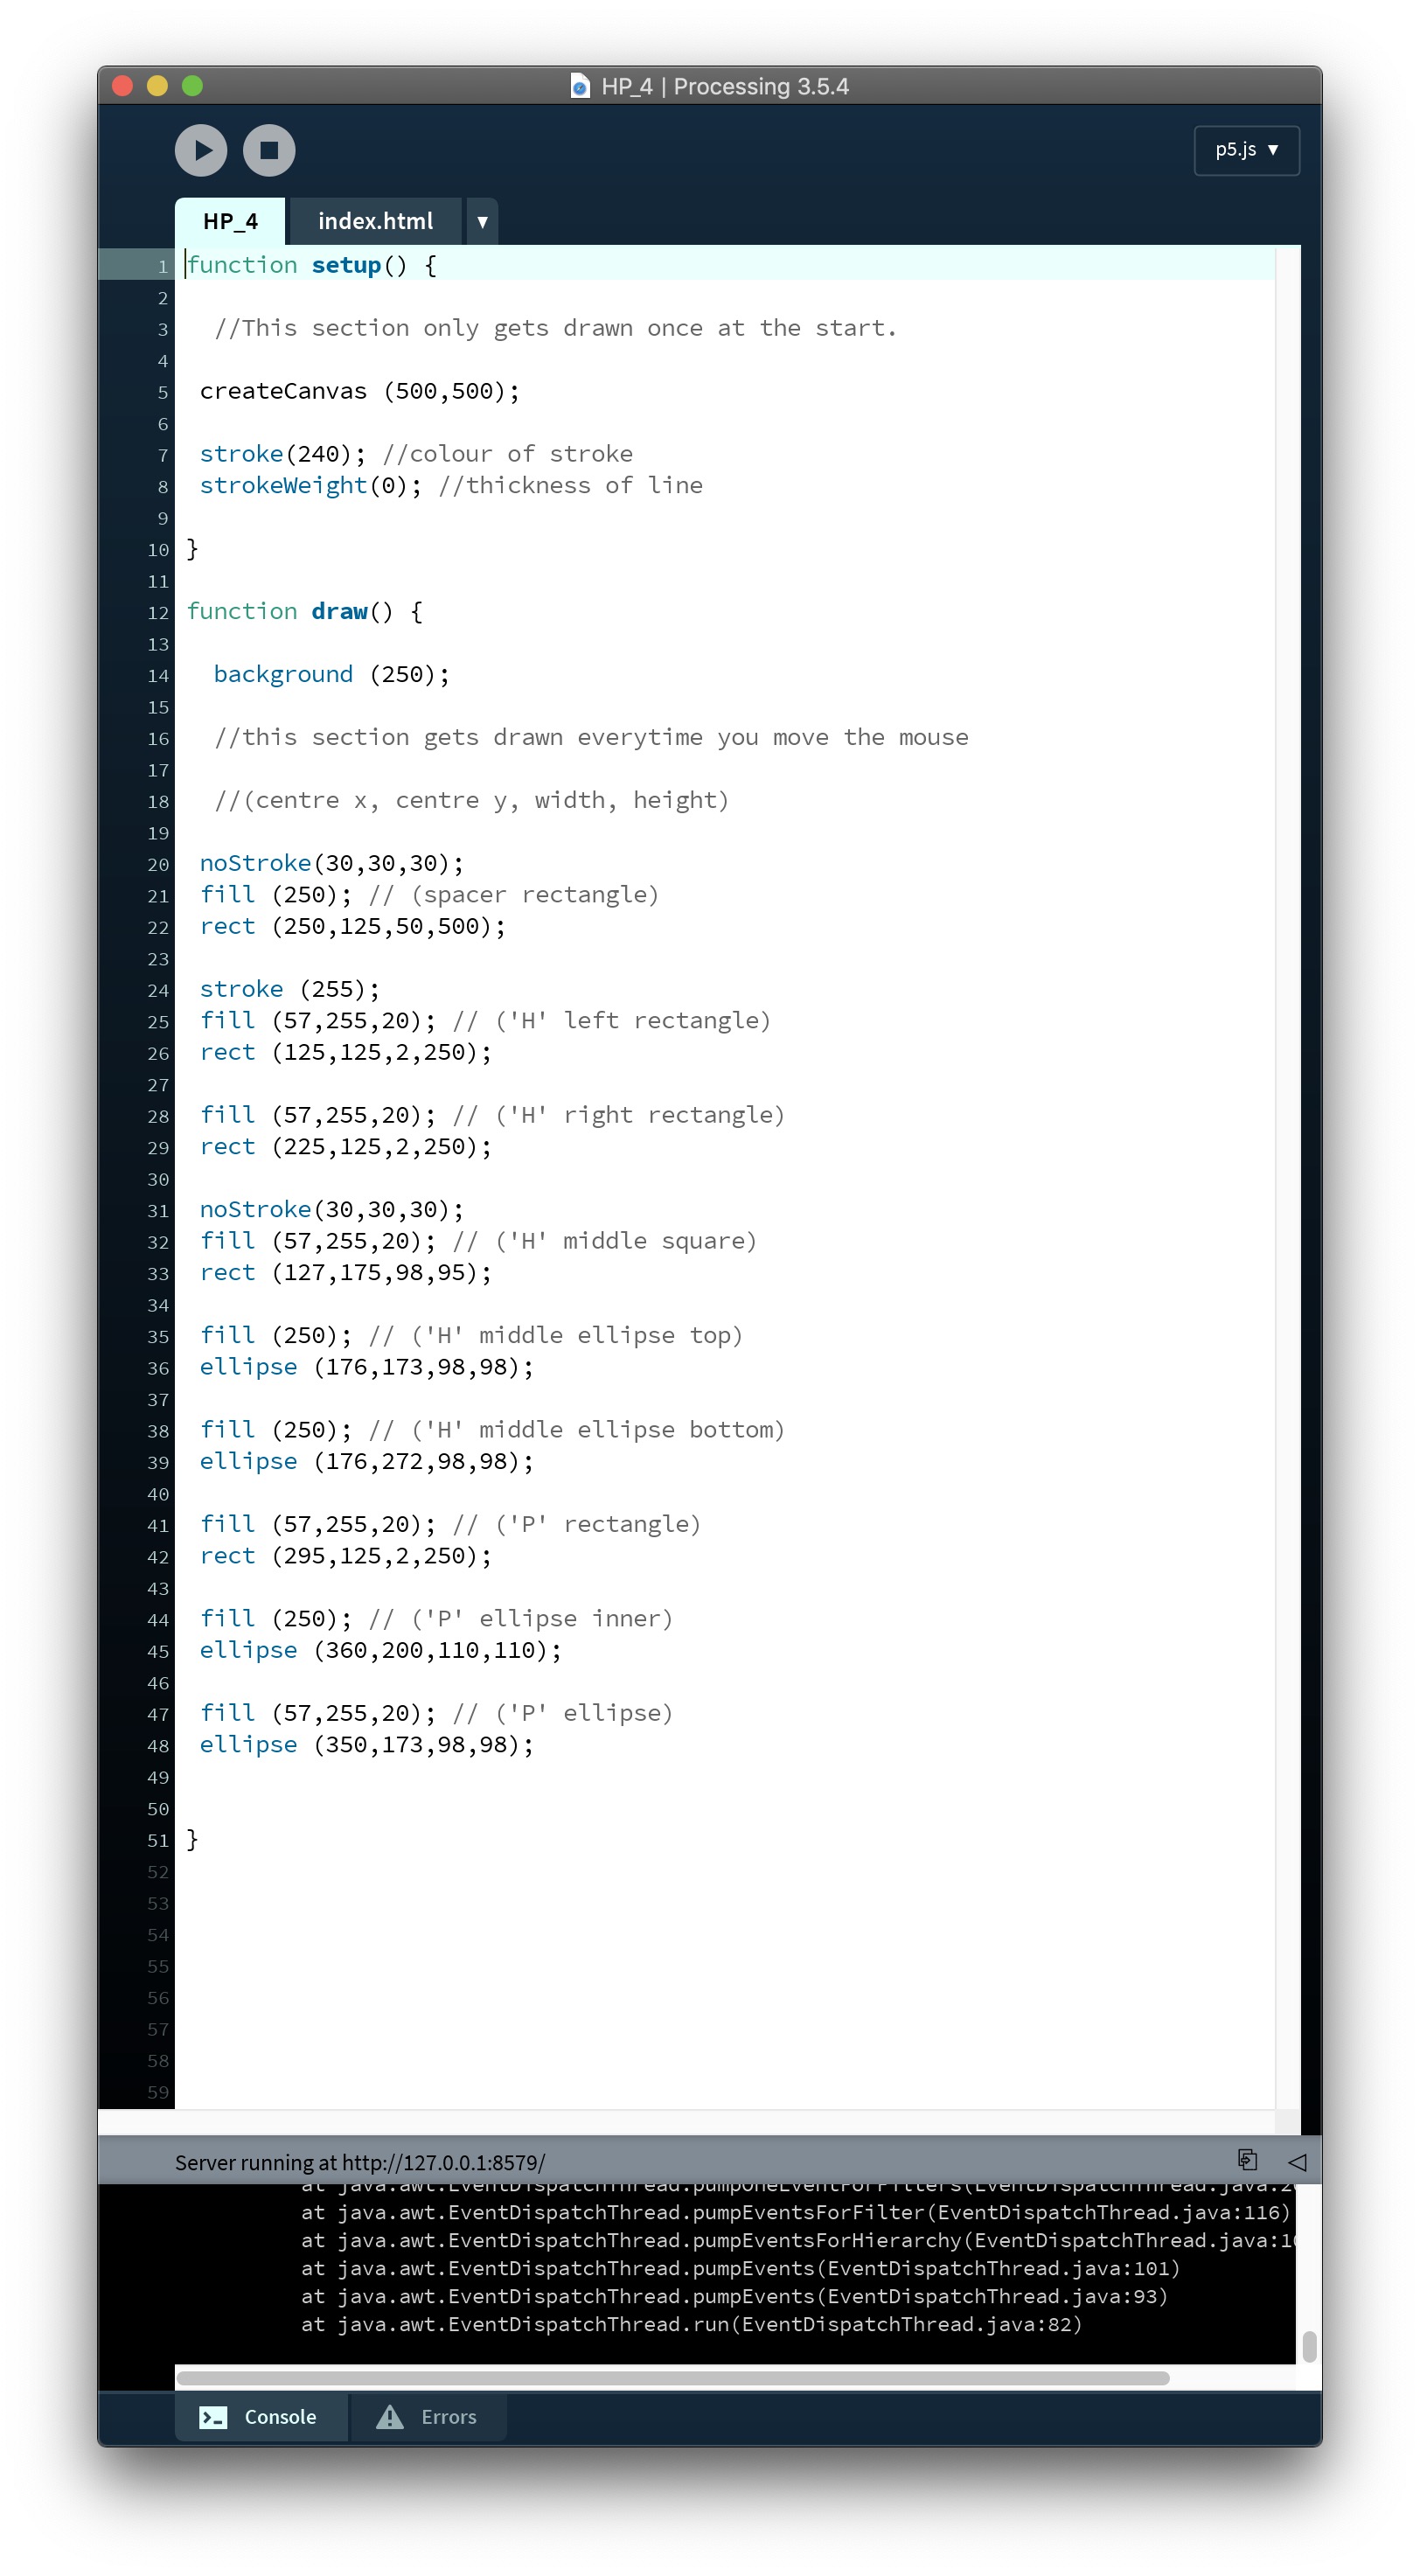 HP_4 | Processing 3.5.4
p5.js ▼
HP_4 index.html ▼
1 function setup() {
2
3 //This section only gets drawn once at the start.
4
5 createCanvas (500,500);
6
7 stroke(240); //colour of stroke
8 strokeWeight(0); //thickness of line
9
10 }
11
12 function draw() {
13
14 background (250);
15
16 //this section gets drawn everytime you move the mouse
17
18 //(centre x, centre y, width, height)
19
20 noStroke(30,30,30);
21 fill (250); // (spacer rectangle)
22 rect (250,125,50,500);
23
24 stroke (255);
25 fill (57,255,20); // ('H' left rectangle)
26 rect (125,125,2,250);
27
28 fill (57,255,20); // ('H' right rectangle)
29 rect (225,125,2,250);
30
31 noStroke(30,30,30);
32 fill (57,255,20); // ('H' middle square)
33 rect (127,175,98,95);
34
35 fill (250); // ('H' middle ellipse top)
36 ellipse (176,173,98,98);
37
38 fill (250); // ('H' middle ellipse bottom)
39 ellipse (176,272,98,98);
40
41 fill (57,255,20); // ('P' rectangle)
42 rect (295,125,2,250);
43
44 fill (250); // ('P' ellipse inner)
45 ellipse (360,200,110,110);
46
47 fill (57,255,20); // ('P' ellipse)
48 ellipse (350,173,98,98);
49
50
51 }
52
53
54
55
56
57
58
59
Server running at http://127.0.0.1:8579/
at java.awt.EventDispatchThread.pumpOneEventForFilters(EventDispatchThread.java:2
at java.awt.EventDispatchThread.pumpEventsForFilter(EventDispatchThread.java:116)
at java.awt.EventDispatchThread.pumpEventsForHierarchy(EventDispatchThread.java:1
at java.awt.EventDispatchThread.pumpEvents(EventDispatchThread.java:101)
at java.awt.EventDispatchThread.pumpEvents(EventDispatchThread.java:93)
at java.awt.EventDispatchThread.run(EventDispatchThread.java:82)
Console Errors